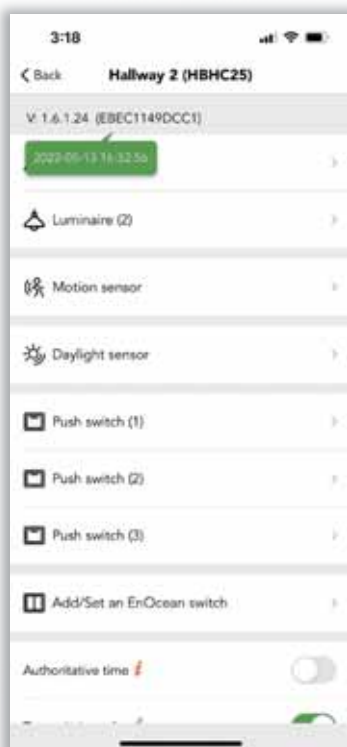 3:18
Back Hallway 2 (HBHC25)
V: 1.6.1.24 (EBEC1149DCC1)
2022-05-13 16:32:56
Luminaire (2)
Motion sensor
Daylight sensor
Push switch (1)
Push switch (2)
Push switch (3)
Add/Set an EnOcean switch
Authoritative time i